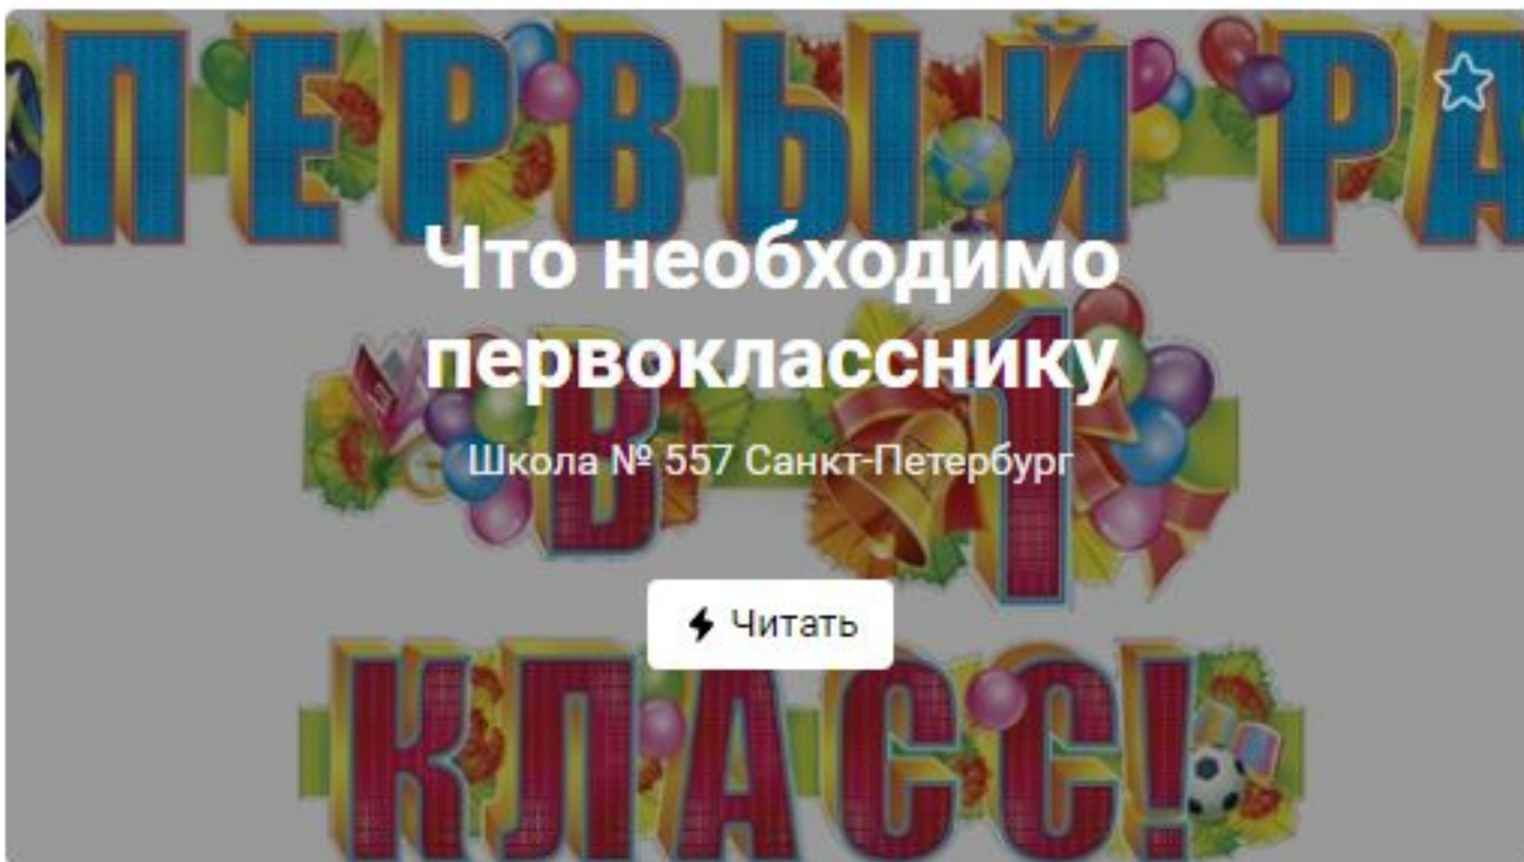 ПЕРВЫЙ РА
Что необходимо
первокласснику
В 1
Школа № 557 Санкт-Петербург
Читать
КЛАСС!